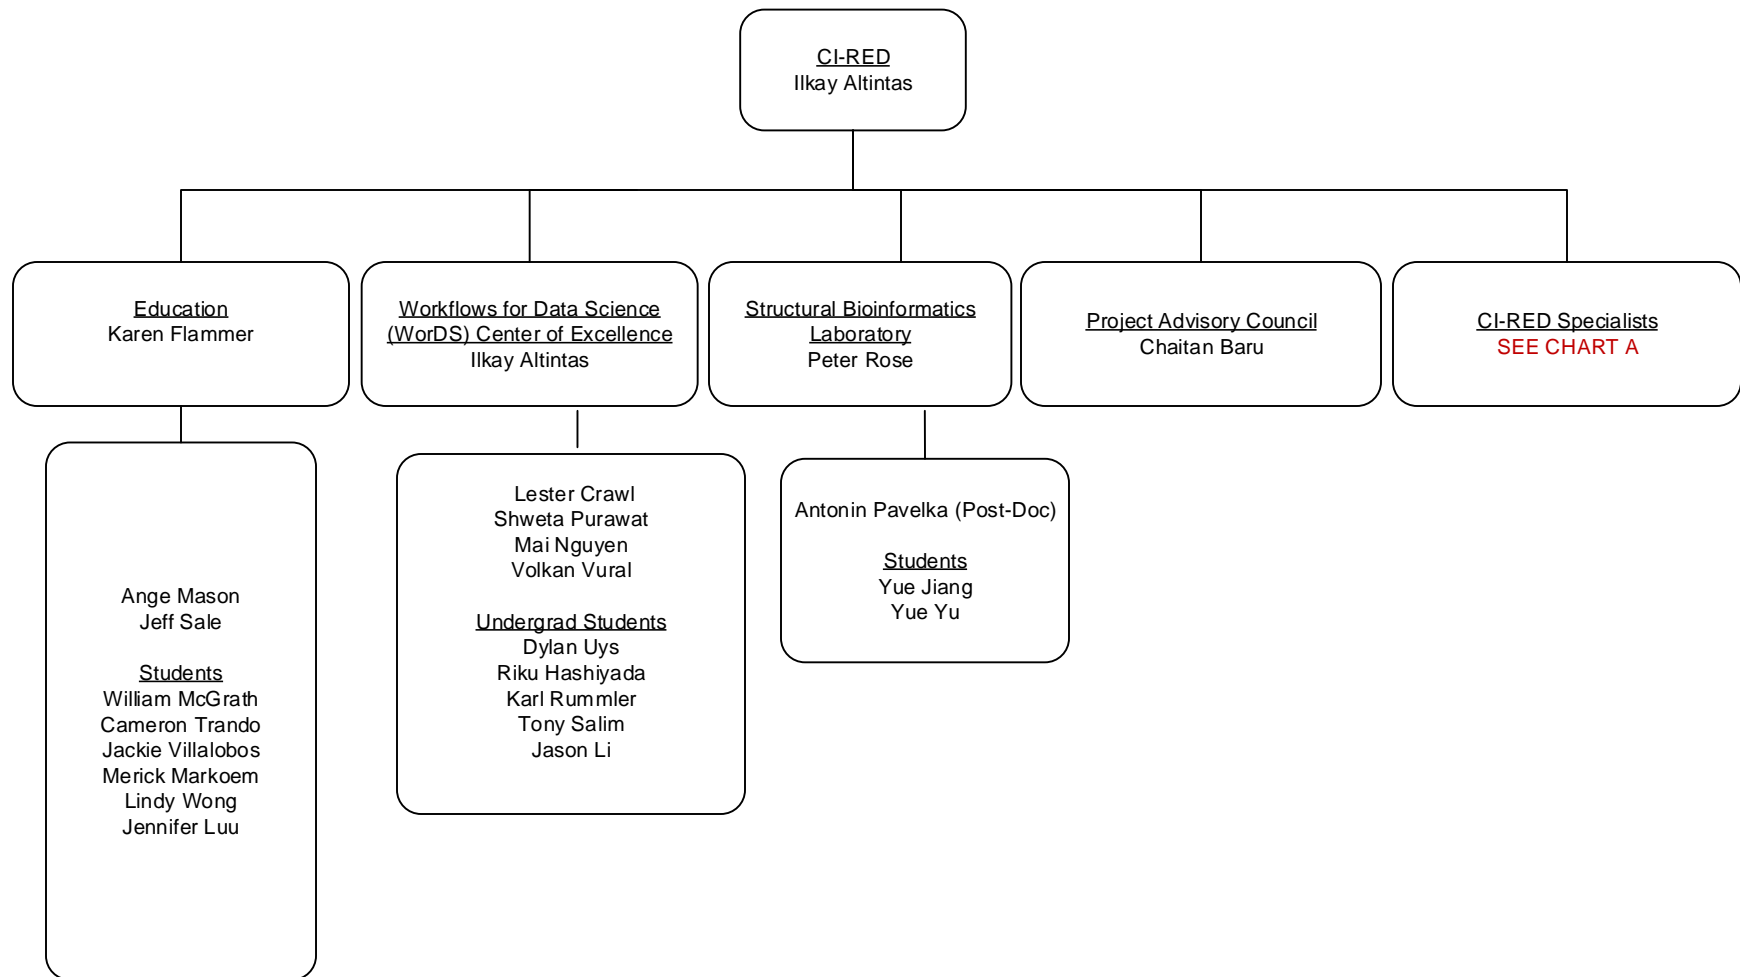 CI-RED
Ilkay Altintas
Education
Karen Flammer
Workflows for Data Science
(WorDS) Center of Excellence
Ilkay Altintas
Structural Bioinformatics
Laboratory
Peter Rose
Project Advisory Council
Chaitan Baru
CI-RED Specialists
SEE CHART A
Ange Mason
Jeff Sale
Students
William McGrath
Cameron Trando
Jackie Villalobos
Merick Markoem
Lindy Wong
Jennifer Luu
Lester Crawl
Shweta Purawat
Mai Nguyen
Volkan Vural
Undergrad Students
Dylan Uys
Riku Hashiyada
Karl Rummler
Tony Salim
Jason Li
Antonin Pavelka (Post-Doc)
Students
Yue Jiang
Yue Yu